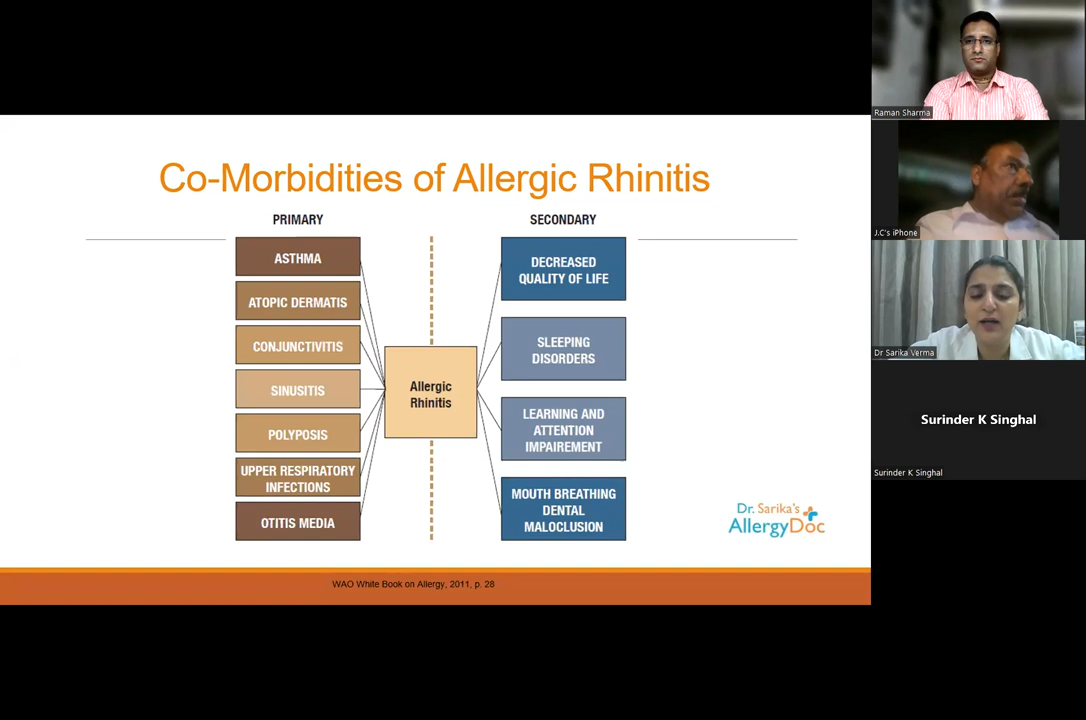 Co-Morbidities of Allergic Rhinitis
PRIMARY
ASTHMA
ATOPIC DERMATIS
CONJUNCTIVITIS
SINUSITIS
POLYPOSIS
UPPER RESPIRATORY
INFECTIONS
OTITIS MEDIA
Allergic
Rhinitis
SECONDARY
DECREASED
QUALITY OF LIFE
SLEEPING
DISORDERS
LEARNING AND
ATTENTION
IMPAIREMENT
MOUTH BREATHING
DENTAL
MALOCLUSION
Dr. Sarika's
AllergyDoc
WAO White Book on Allergy, 2011, p. 28
Raman Sharma
J.C's iPhone
Dr Sarika Verma
Surinder K Singhal
Surinder K Singhal